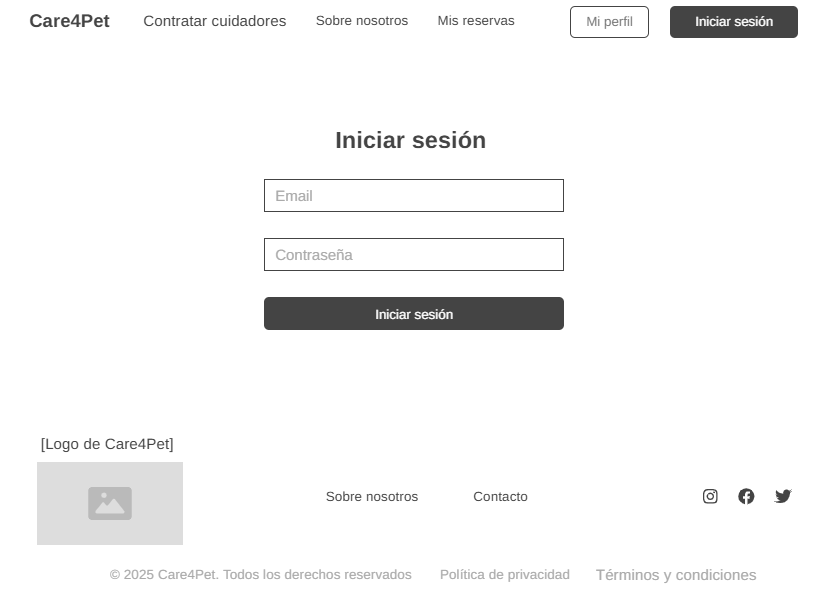 Care4Pet Contratar cuidadores Sobre nosotros Mis reservas Mi perfil Iniciar sesión
Iniciar sesión
Email
Contraseña
Iniciar sesión
[Logo de Care4Pet]
Sobre nosotros Contacto
© 2025 Care4Pet. Todos los derechos reservados Política de privacidad Términos y condiciones